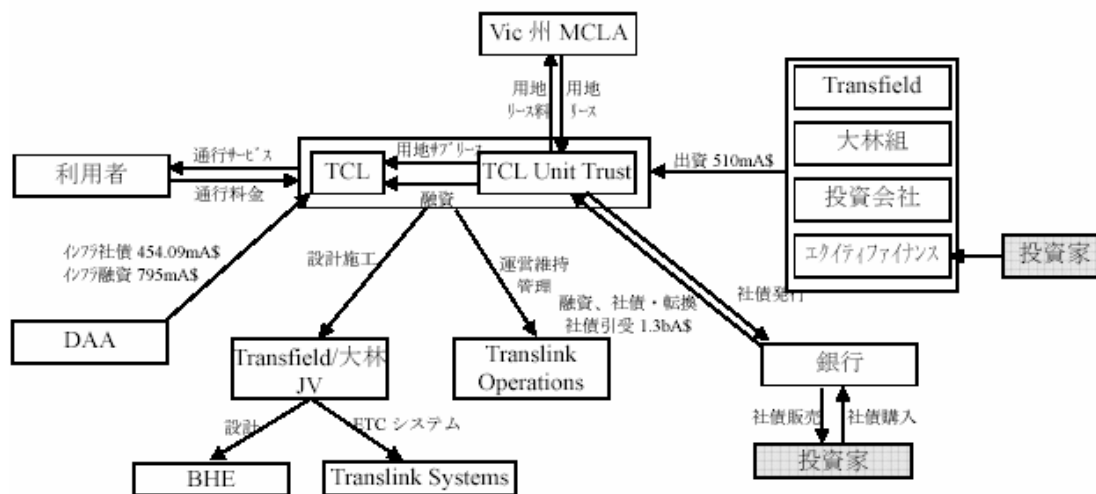 Vic 州 MCLA
用地
リース料
用地
リース
Transfield
大林組
投資会社
エクイティファイナンス
投資家
出資 510mA$
利用者
通行サービス
通行料金
TCL
用地サブリース
融資
TCL Unit Trust
インフラ社債 454.09mA$
インフラ融資 795mA$
DAA
設計施工
運営維持
管理
融資、社債・転換
社債引受 1.3bA$
社債発行
Transfield/大林
JV
Translink
Operations
銀行
設計
ETC システム
社債販売
社債購入
BHE
Translink Systems
投資家